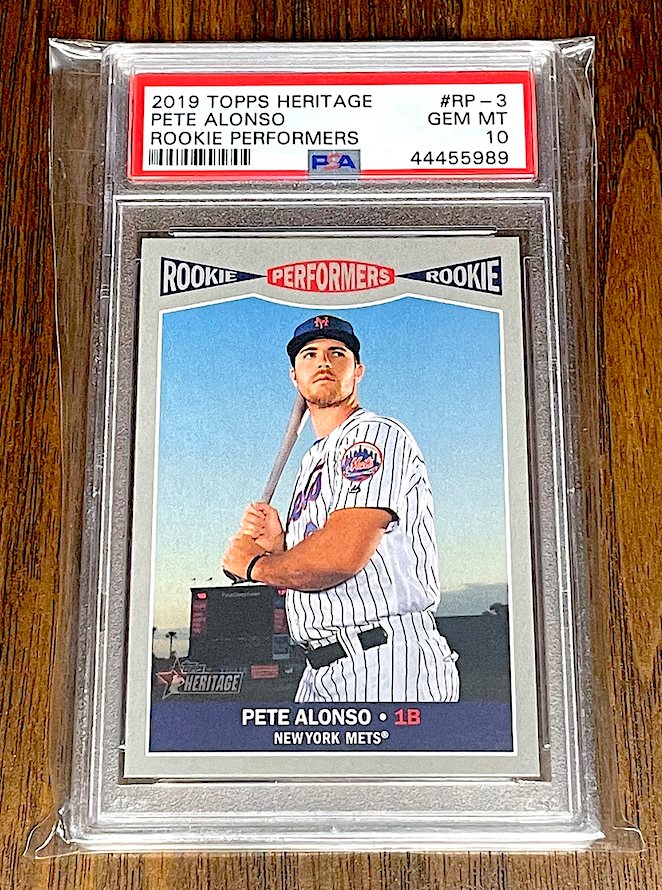 2019 TOPPS HERITAGE #RP-3
PETE ALONSO GEM MT
ROOKIE PERFORMERS 10
PSA 44455989
ROOKIE PERFORMERS ROOKIE
Mets
HERITAGE
PETE ALONSO • 1B
NEW YORK METS®